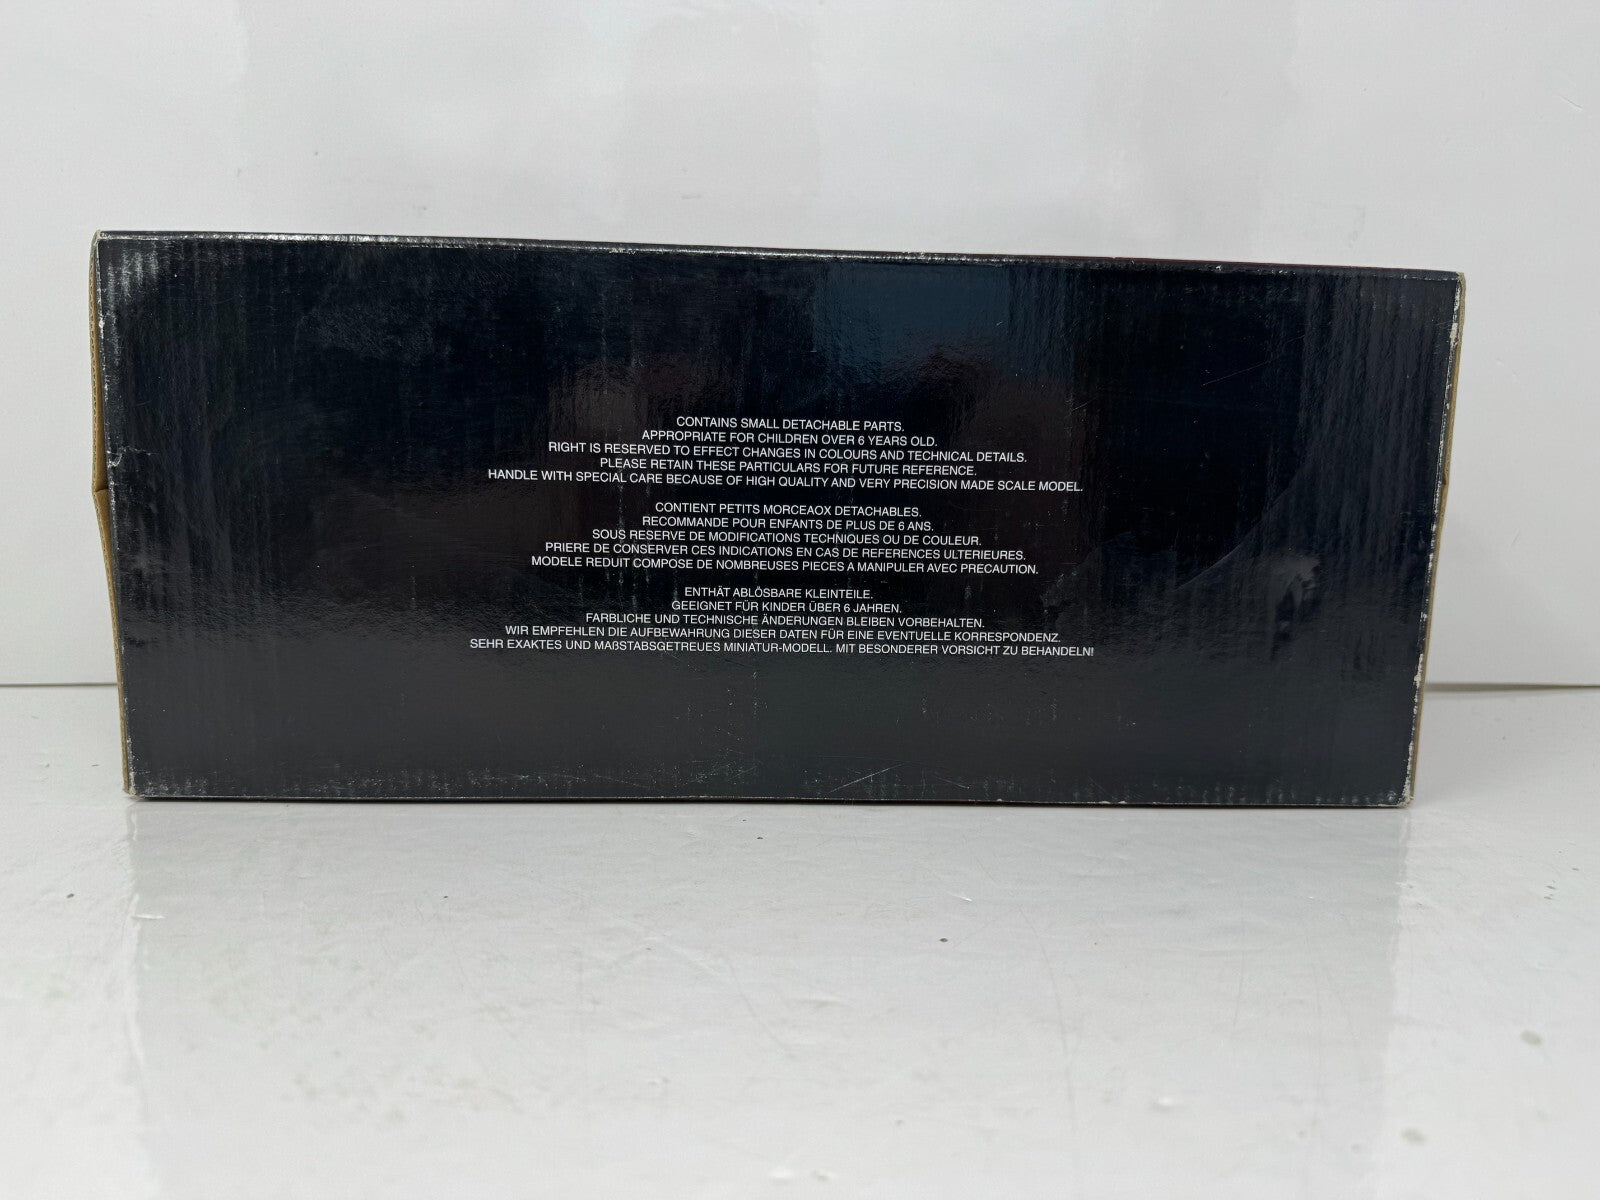 CONTAINS SMALL DETACHABLE PARTS.
APPROPRIATE FOR CHILDREN OVER 6 YEARS OLD.
RIGHT IS RESERVED TO EFFECT CHANGES IN COLOURS AND TECHNICAL DETAILS.
PLEASE RETAIN THESE PARTICULARS FOR FUTURE REFERENCE.
HANDLE WITH SPECIAL CARE BECAUSE OF HIGH QUALITY AND VERY PRECISION MADE SCALE MODEL.
CONTIENT PETITS MORCEAOX DETACHABLES.
RECOMMANDE POUR ENFANTS DE PLUS DE 6 ANS.
SOUS RESERVE DE MODIFICATIONS TECHNIQUES OU DE COULEUR.
PRIERE DE CONSERVER CES INDICATIONS EN CAS DE REFERENCES ULTERIEURES.
MODELE REDUIT COMPOSE DE NOMBREUSES PIECES A MANIPULER AVEC PRECAUTION.
ENTHÄT ABLÖSBARE KLEINTEILE.
GEEIGNET FÜR KINDER ÜBER 6 JAHREN.
FARBLICHE UND TECHNISCHE ÄNDERUNGEN BLEIBEN VORBEHALTEN.
WIR EMPFEHLEN DIE AUFBEWAHRUNG DIESER DATEN FÜR EINE EVENTUELLE KORRESPONDENZ.
SEHR EXAKTES UND MAßSTABSGETREUES MINIATUR-MODELL. MIT BESONDERER VORSICHT ZU BEHANDELN!